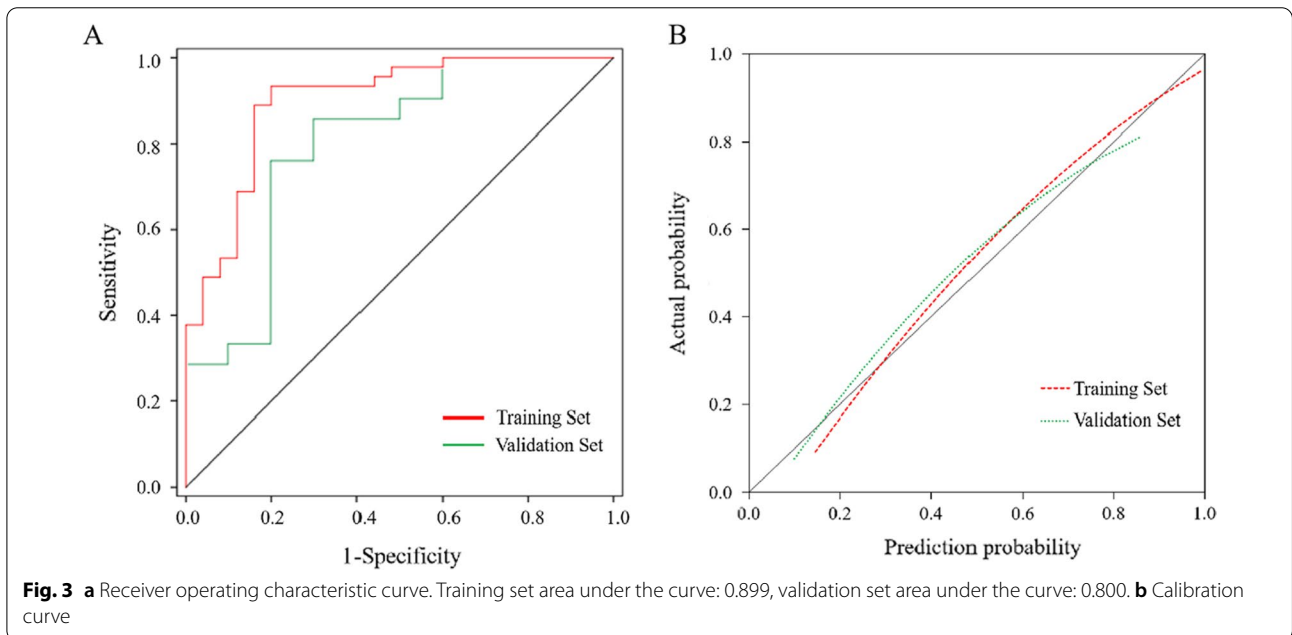 A
1.0
0.8
0.6
0.4
0.2
0.0
Sensitivity
Training Set
Validation Set
0.0 0.2 0.4 0.6 0.8 1.0
1-Specificity
B
1.0
0.8
0.6
0.4
0.2
0.0
Actual probability
Training Set
Validation Set
0.0 0.2 0.4 0.6 0.8 1.0
Prediction probability
Fig. 3 a Receiver operating characteristic curve. Training set area under the curve: 0.899, validation set area under the curve: 0.800. b Calibration
curve